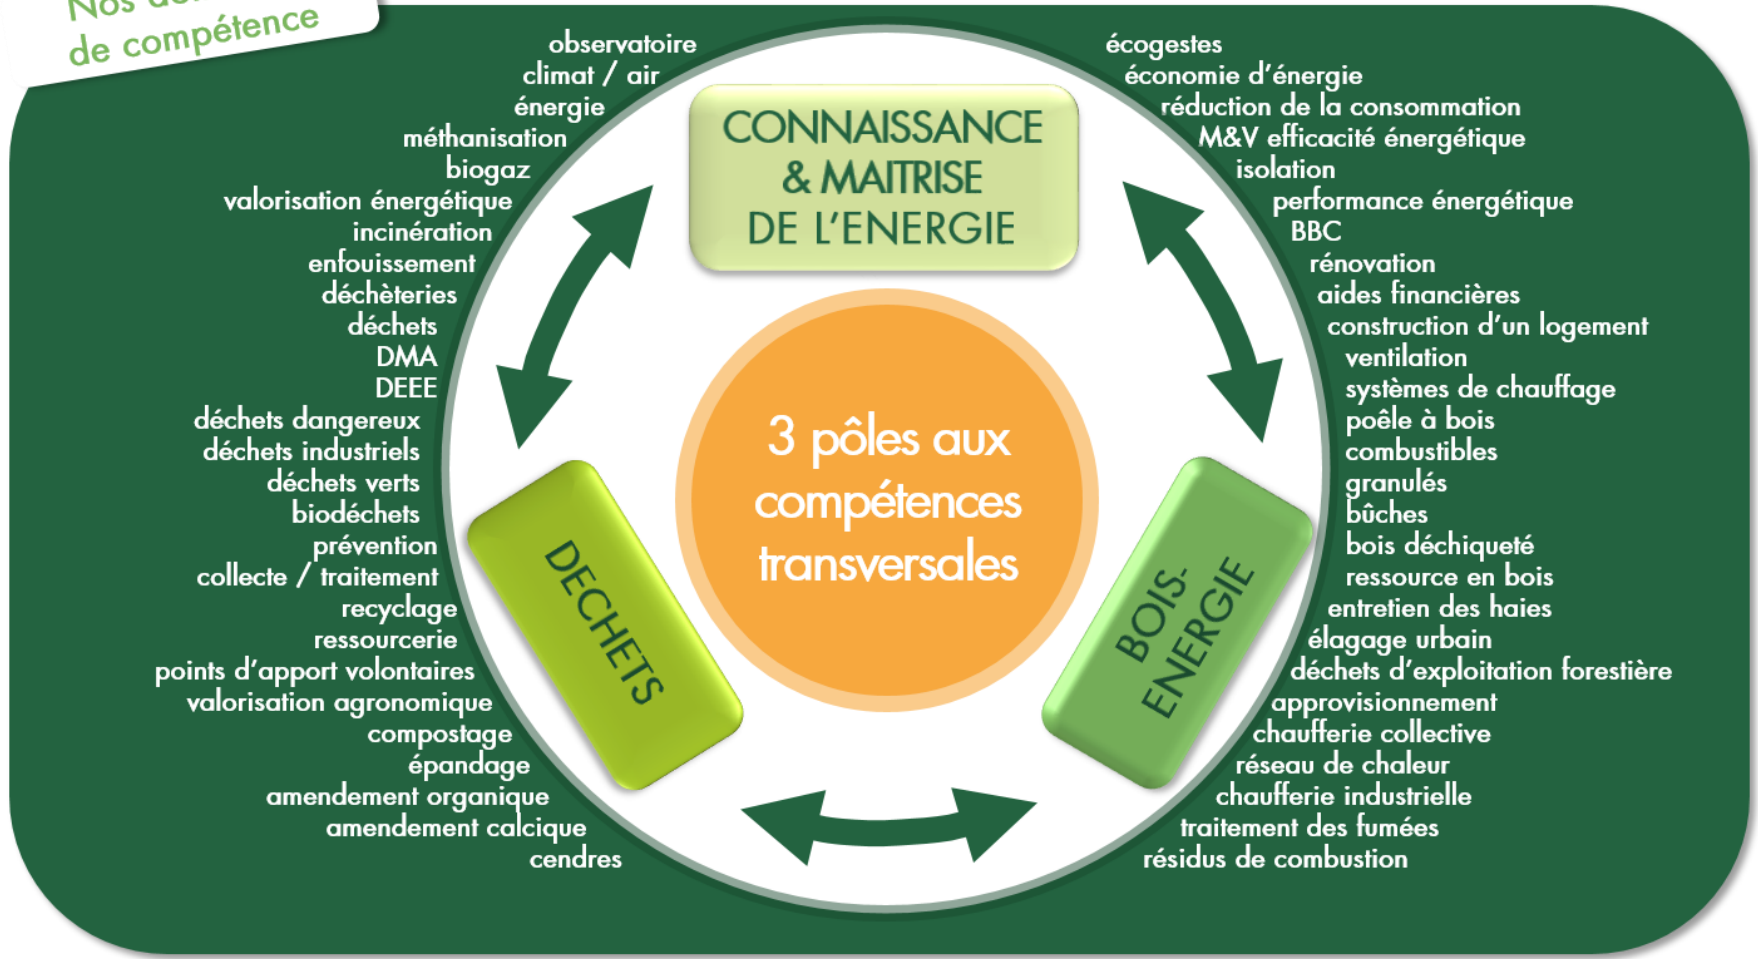 Nos
de compétence
observatoire
climat / air
énergie
méthanisation
biogaz
valorisation énergétique
incinération
enfouissement
déchèteries
déchets
DMA
DEEE
déchets dangereux
déchets industriels
déchets verts
biodéchets
prévention
collecte / traitement
recyclage
ressourcerie
points d'apport volontaires
valorisation agronomique
compostage
épandage
amendement organique
amendement calcique
cendres
CONNAISSANCE
& MAITRISE
DE L'ENERGIE
3 pôles aux
compétences
transversales
DECHETS
BOIS-
ENERGIE
écogestes
économie d'énergie
réduction de la consommation
M&V efficacité énergétique
isolation
performance énergétique
BBC
rénovation
aides financières
construction d'un logement
ventilation
systèmes de chauffage
poêle à bois
combustibles
granulés
bûches
bois déchiqueté
ressource en bois
entretien des haies
élagage urbain
déchets d'exploitation forestière
approvisionnement
chaufferie collective
réseau de chaleur
chaufferie industrielle
traitement des fumées
résidus de combustion